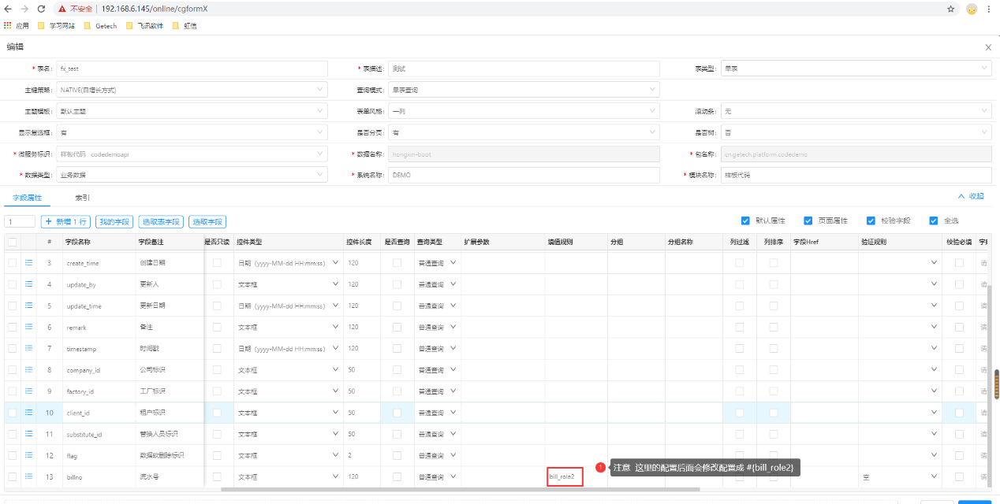 不安全 192.168.6.145/online/cgformX
应用 学习网站 Getech 飞讯软件 虹信
编辑
* 表名: fx_test * 表描述: 测试 表类型: 单表
主键策略: NATIVE(自增长方式) 查询模式: 单表查询
主题模板: 默认主题 表单风格: 一列 滚动条: 无
显示复选框: 有 是否分页: 有 是否树: 否
* 微服务标识: 样板代码 codedemoapi * 数据名称: hongxin-boot * 包名称: cn.getech.platform.codedemo
* 数据类型: 业务数据 * 系统名称: DEMO * 模块名称: 样板代码
字段属性 索引 收起
1 + 新增 1 行 我的字段 选取表字段 选取字段 默认属性 页面属性 校验字段 全选
# 字段名称 字段备注 是否只读 控件类型 控件长度 是否查询 查询类型 扩展参数 填值规则 分组 分组名称 列过滤 列排序 字段Href 验证规则 校验必填
3 create_time 创建日期 日期 (yyyy-MM-dd HH:mm:ss) 120 普通查询 请
4 update_by 更新人 文本框 120 普通查询 请
5 update_time 更新日期 日期 (yyyy-MM-dd HH:mm:ss) 120 普通查询 请
6 remark 备注 文本框 120 普通查询 请
7 timestamp 时间戳 日期 (yyyy-MM-dd HH:mm:ss) 120 普通查询 请
8 company_id 公司标识 文本框 50 普通查询 请
9 factory_id 工厂标识 文本框 50 普通查询 请
10 client_id 租户标识 文本框 50 普通查询 请
11 substitute_id 替换人员标识 文本框 50 普通查询 请
12 flag 数据软删除标识 文本框 2 普通查询 请
13 billno 流水号 文本框 120 普通查询 bill_role2 空 请
1 注意 这里的配置后面会修改配置成 #{bill_role2}